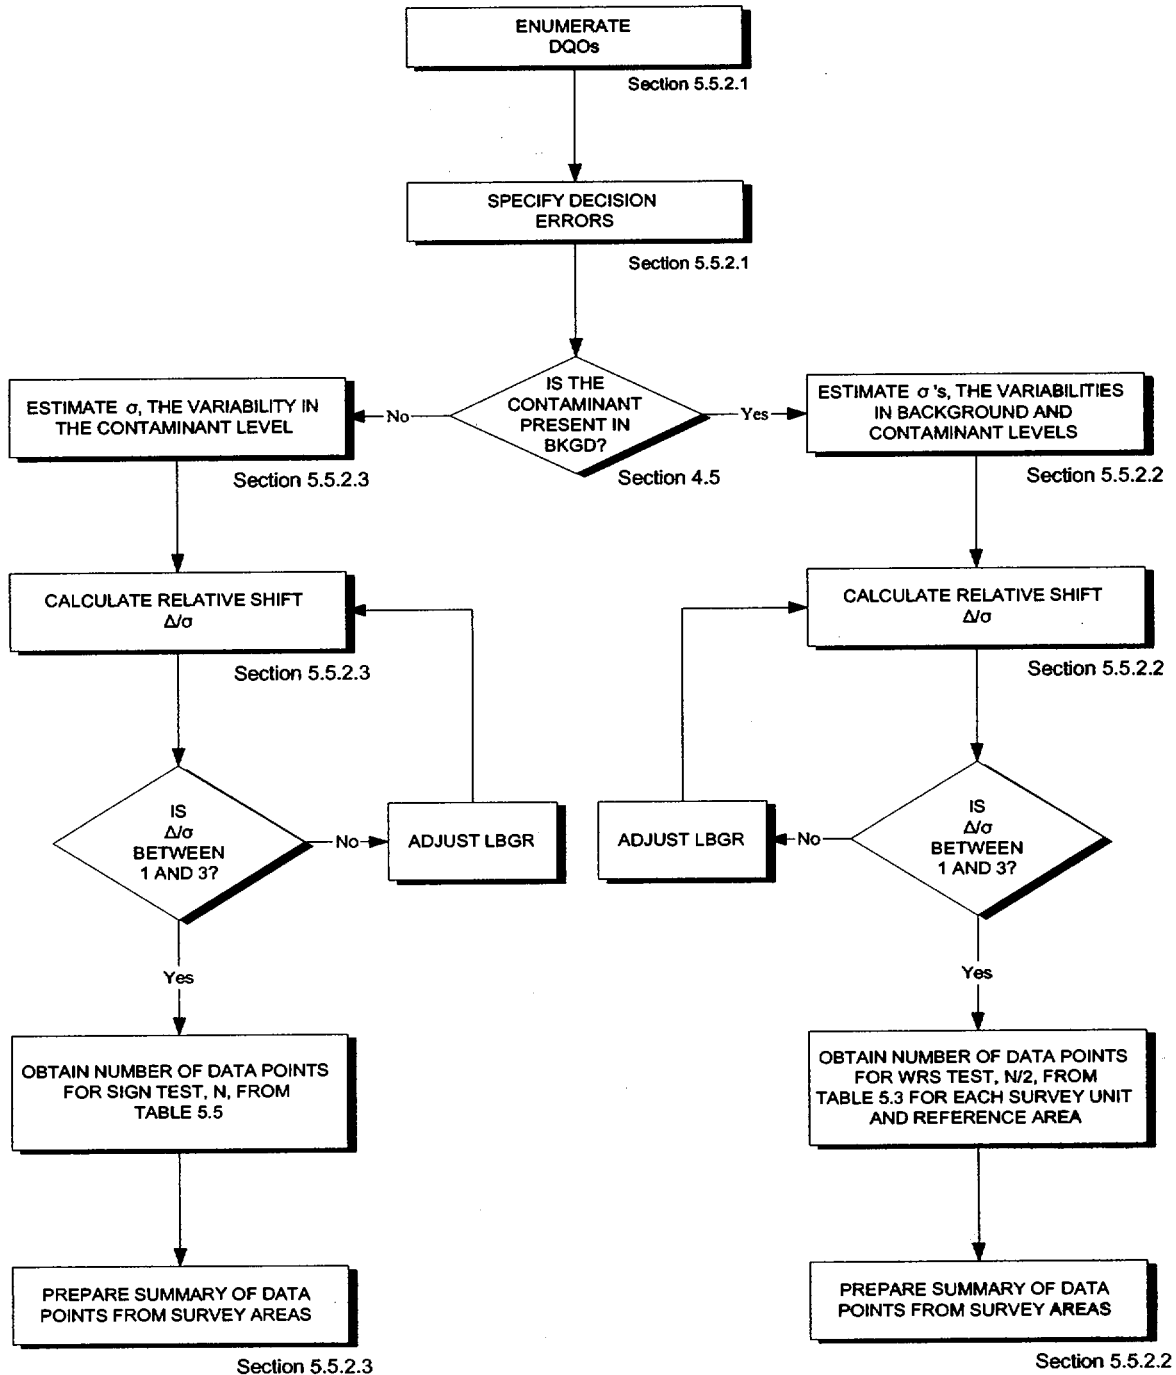 ENUMERATE
DQOs
Section 5.5.2.1
SPECIFY DECISION
ERRORS
Section 5.5.2.1
IS THE
CONTAMINANT
PRESENT IN
BKGD?
Section 4.5
No
Yes
ESTIMATE σ, THE VARIABILITY IN
THE CONTAMINANT LEVEL
Section 5.5.2.3
ESTIMATE σ 's, THE VARIABILITIES
IN BACKGROUND AND
CONTAMINANT LEVELS
Section 5.5.2.2
CALCULATE RELATIVE SHIFT
Δ/σ
Section 5.5.2.3
CALCULATE RELATIVE SHIFT
Δ/σ
Section 5.5.2.2
IS
Δ/σ
BETWEEN
1 AND 3?
No
ADJUST LBGR
ADJUST LBGR
No
IS
Δ/σ
BETWEEN
1 AND 3?
Yes
Yes
OBTAIN NUMBER OF DATA POINTS
FOR SIGN TEST, N, FROM
TABLE 5.5
OBTAIN NUMBER OF DATA POINTS
FOR WRS TEST, N/2, FROM
TABLE 5.3 FOR EACH SURVEY UNIT
AND REFERENCE AREA
PREPARE SUMMARY OF DATA
POINTS FROM SURVEY AREAS
Section 5.5.2.3
PREPARE SUMMARY OF DATA
POINTS FROM SURVEY AREAS
Section 5.5.2.2